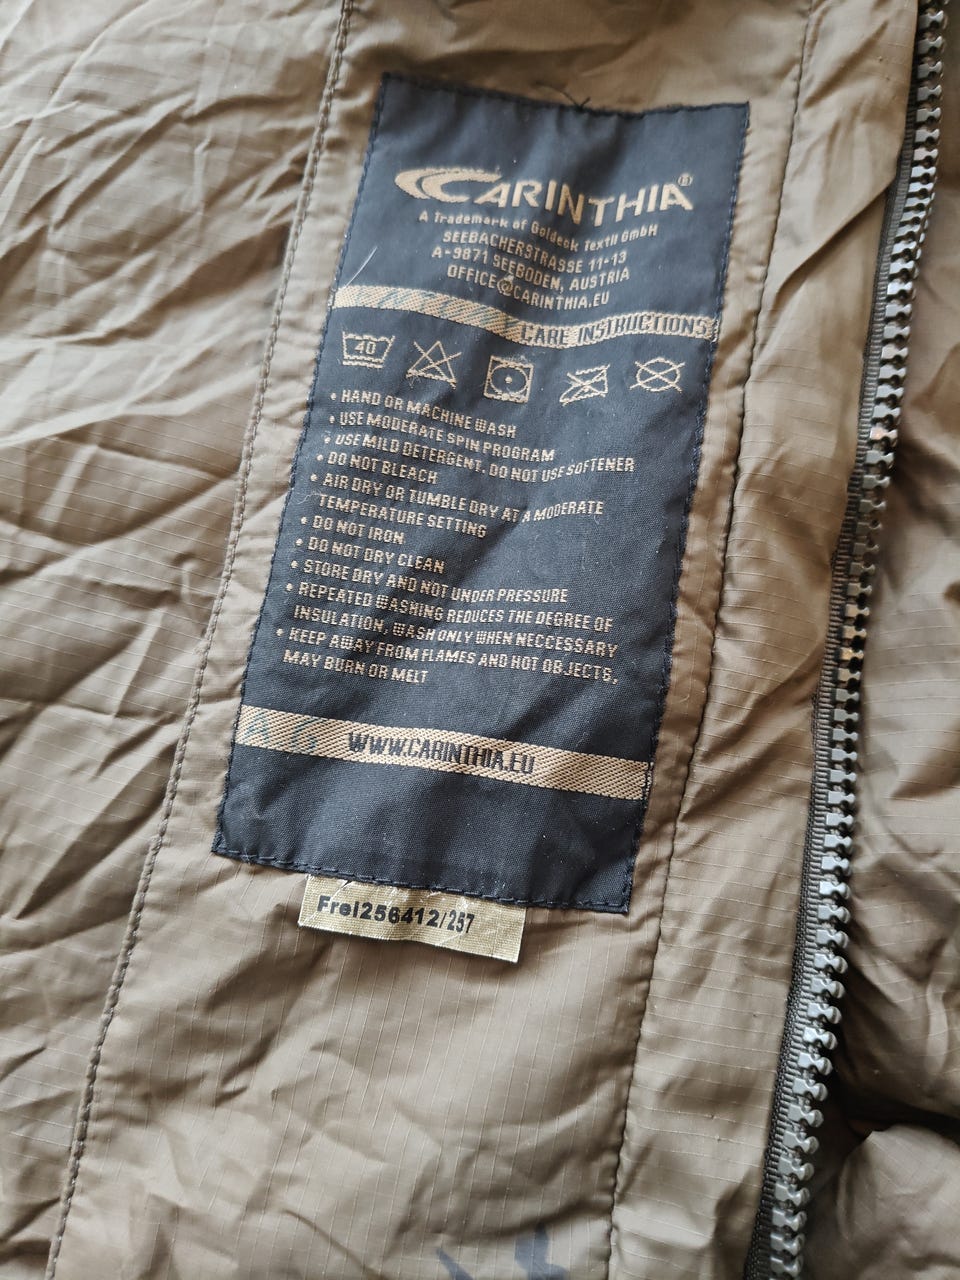 CARINTHIA®
A Trademark of Goldeck Textil GmbH
SEEBACHERSTRASSE 11-13
A-9871 SEEBODEN, AUSTRIA
OFFICE@CARINTHIA.EU
CARE INSTRUCTIONS
40
• HAND OR MACHINE WASH
• USE MODERATE SPIN PROGRAM
• USE MILD DETERGENT. DO NOT USE SOFTENER
• DO NOT BLEACH
• AIR DRY OR TUMBLE DRY AT A MODERATE
TEMPERATURE SETTING
• DO NOT IRON
• DO NOT DRY CLEAN
• STORE DRY AND NOT UNDER PRESSURE
• REPEATED WASHING REDUCES THE DEGREE OF
INSULATION, WASH ONLY WHEN NECCESSARY
• KEEP AWAY FROM FLAMES AND HOT OBJECTS,
MAY BURN OR MELT
WWW.CARINTHIA.EU
Frei256412/257